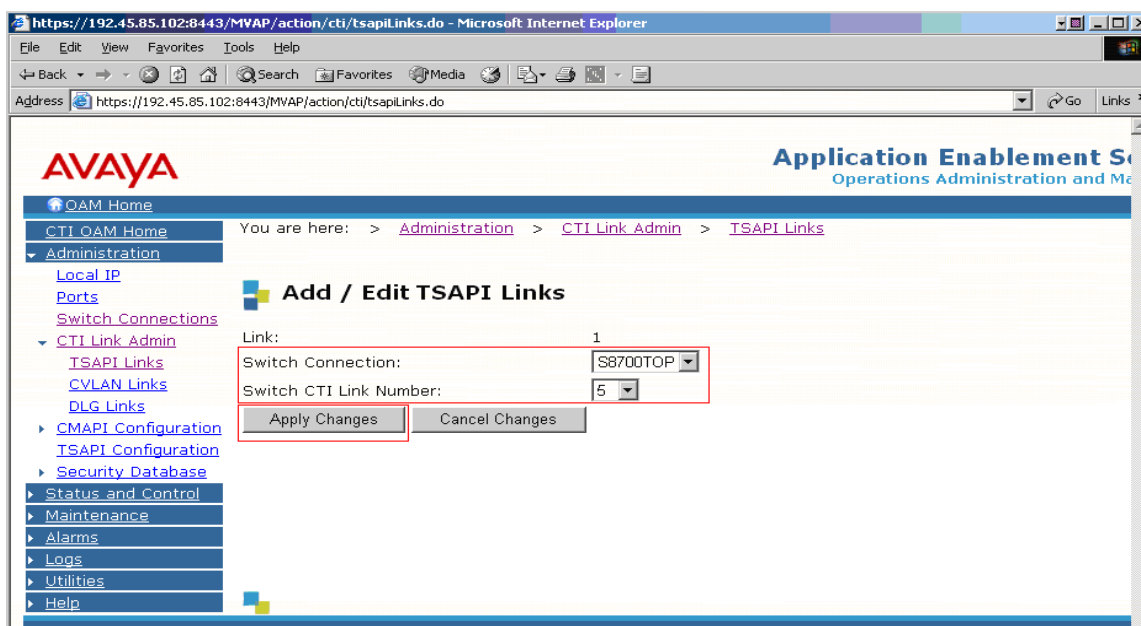 https://192.45.85.102:8443/MVAP/action/cti/tsapiLinks.do - Microsoft Internet Explorer
File Edit View Favorites Tools Help
Back Search Favorites Media
Address https://192.45.85.102:8443/MVAP/action/cti/tsapiLinks.do Go Links
AVAYA
Application Enablement Se
Operations Administration and Ma
OAM Home
CTI OAM Home
You are here: > Administration > CTI Link Admin > TSAPI Links
Administration
Local IP
Ports
Switch Connections
CTI Link Admin
TSAPI Links
CVLAN Links
DLG Links
CMAPI Configuration
TSAPI Configuration
Security Database
Status and Control
Maintenance
Alarms
Logs
Utilities
Help
Add / Edit TSAPI Links
Link: 1
Switch Connection: S8700TOP
Switch CTI Link Number: 5
Apply Changes Cancel Changes